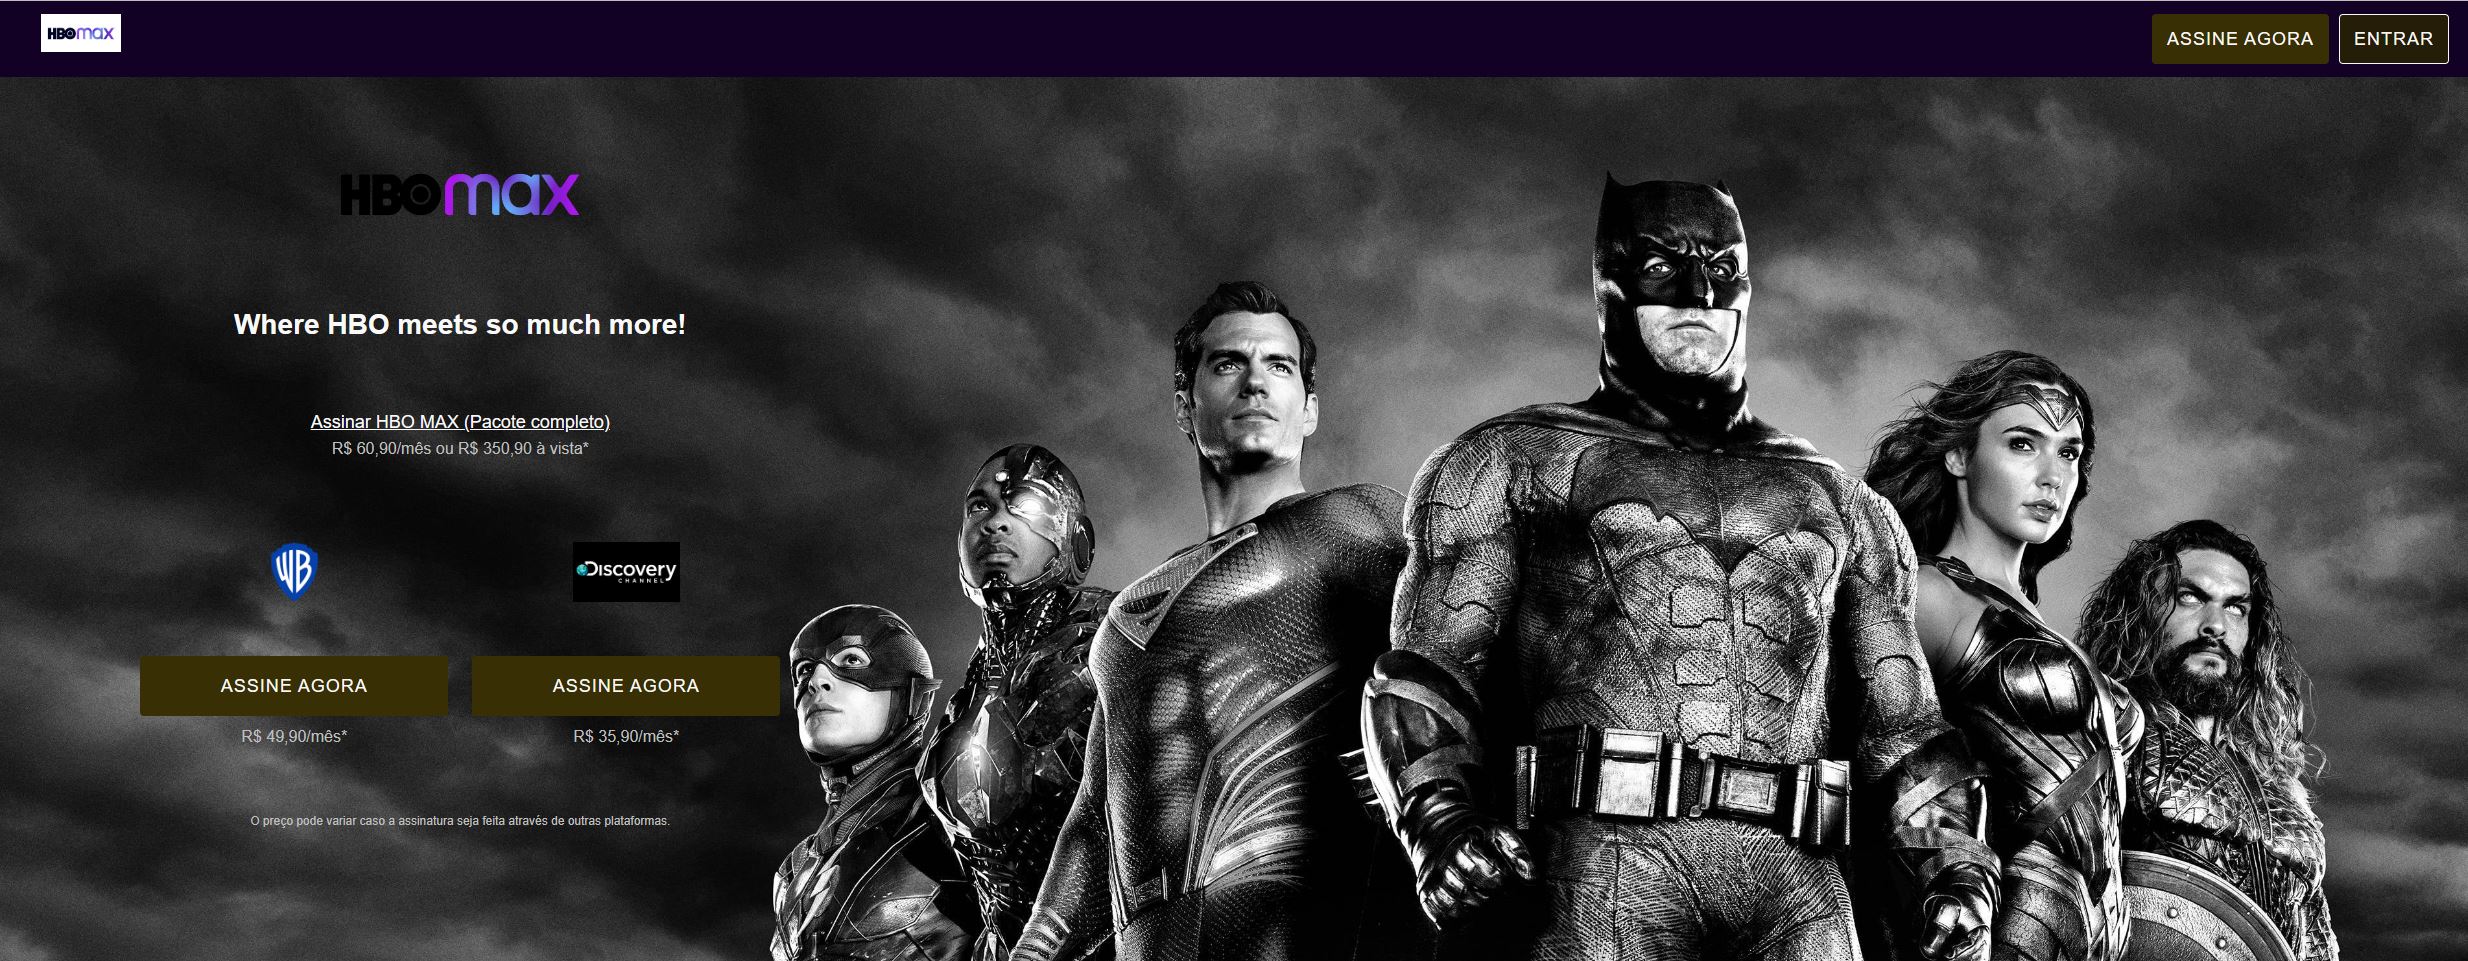 HBOmax
ASSINE AGORA
ENTRAR
HBOmax
Where HBO meets so much more!
Assinar HBO MAX (Pacote completo)
R$ 60,90/mês ou R$ 350,90 à vista*
WB
Discovery
CHANNEL
ASSINE AGORA
ASSINE AGORA
R$ 49,90/mês*
R$ 35,90/mês*
O preço pode variar caso a assinatura seja feita através de outras plataformas.